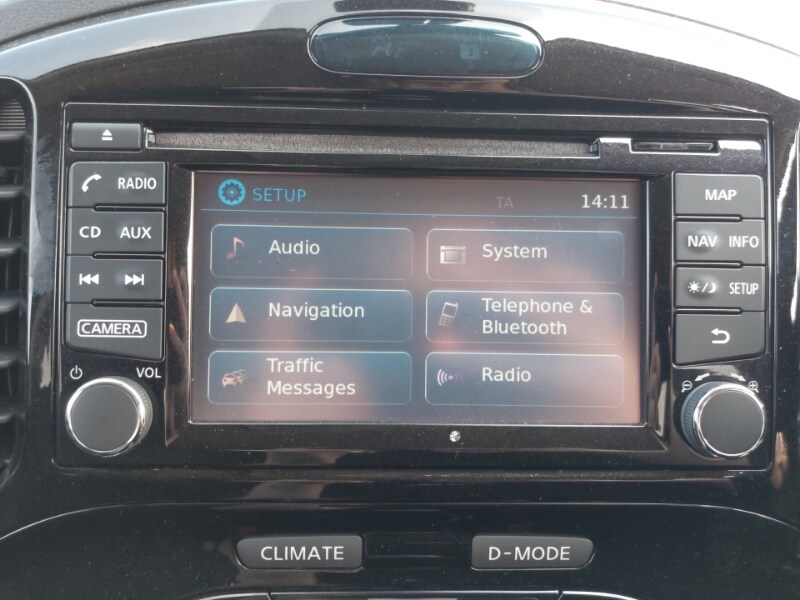 SETUP
TA
14:11
RADIO
CD AUX
CAMERA
VOL
Audio
System
Navigation
Telephone &
Bluetooth
Traffic
Messages
Radio
MAP
NAV INFO
SETUP
CLIMATE
D-MODE